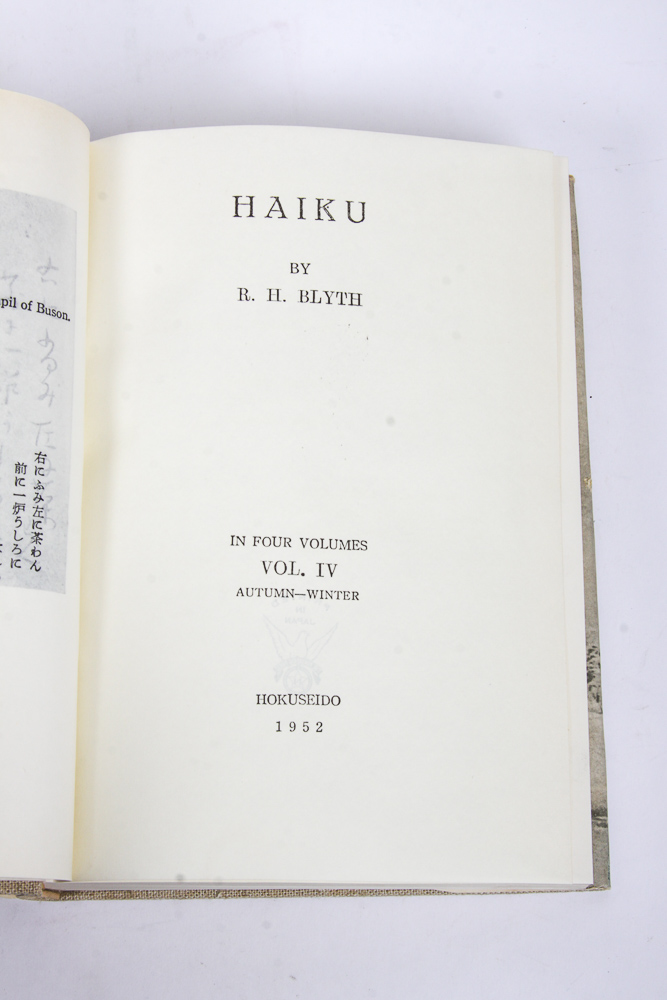 pil of Buson.
右にふみ左に茶わん
前に一炉うしろに
HAIKU
BY
R. H. BLYTH
IN FOUR VOLUMES
VOL. IV
AUTUMN—WINTER
HOKUSEIDO
1952